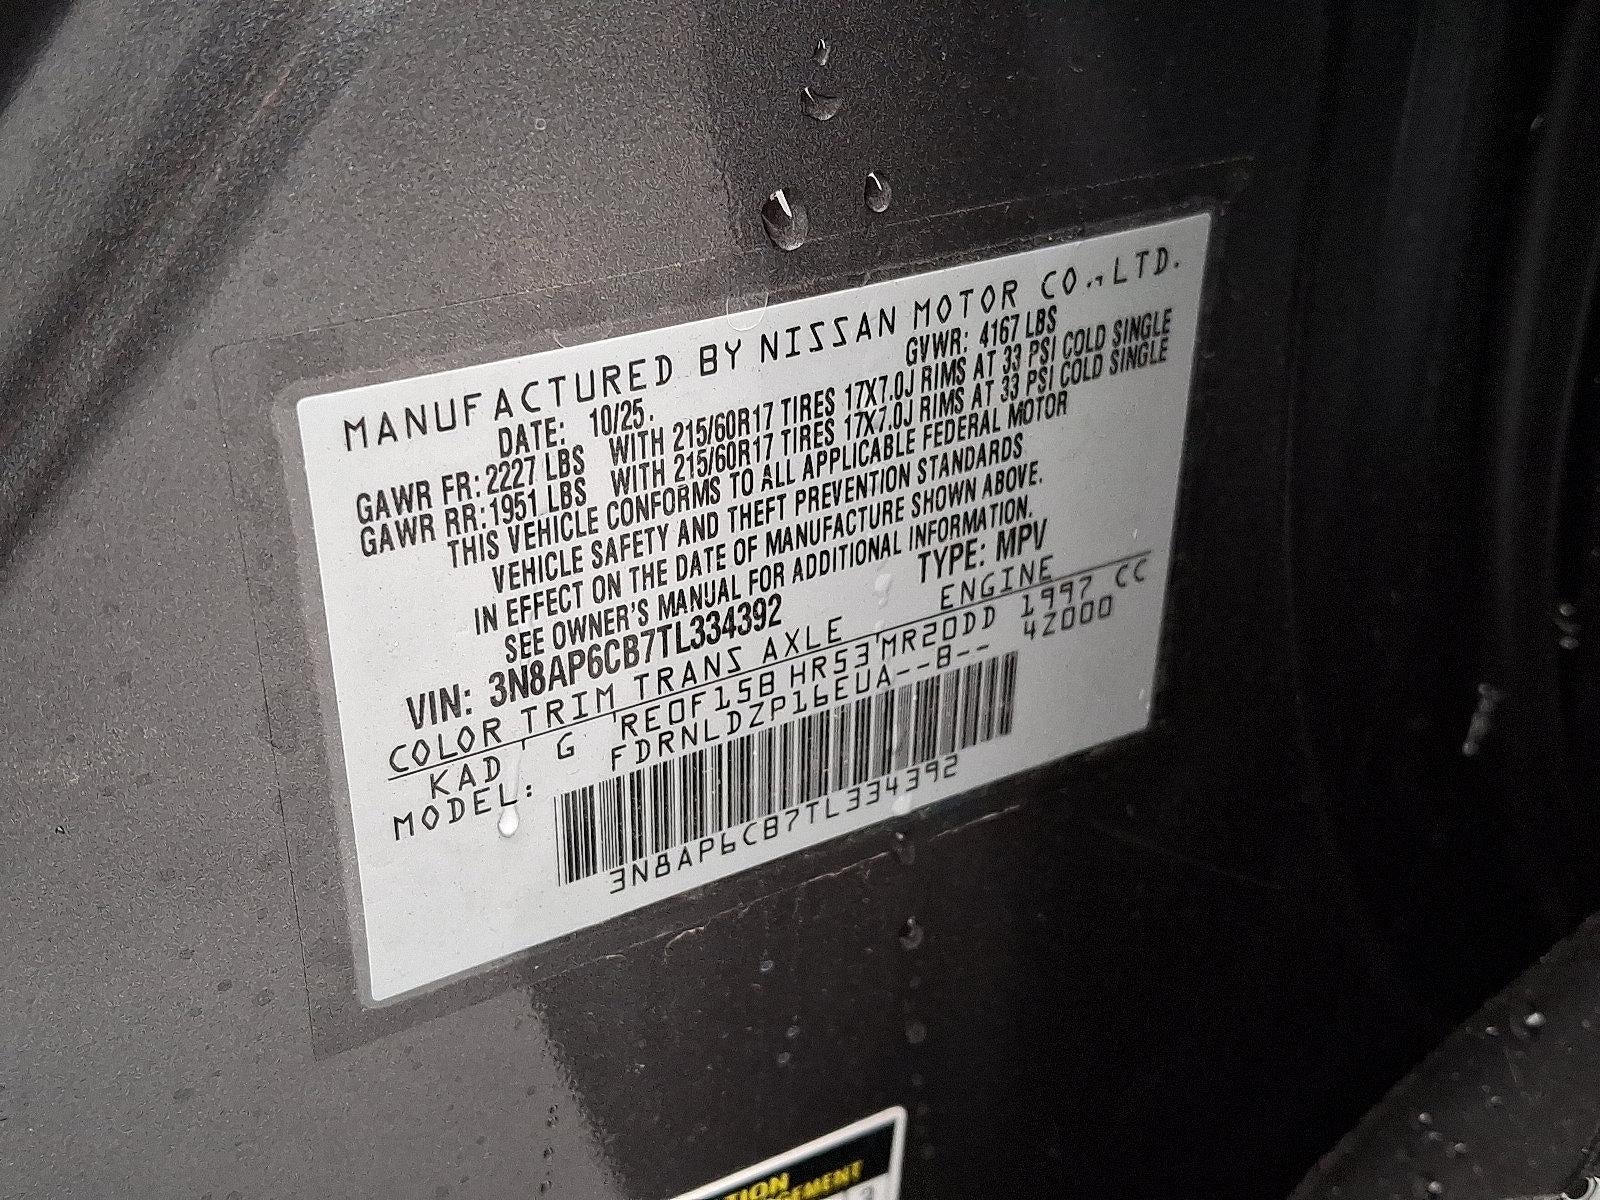 MANUFACTURED BY NISSAN MOTOR CO., LTD.
DATE: 10/25. GVWR: 4167 LBS
GAWR FR: 2227 LBS WITH 215/60R17 TIRES 17X7.0J RIMS AT 33 PSI COLD SINGLE
GAWR RR: 1951 LBS WITH 215/60R17 TIRES 17X7.0J RIMS AT 33 PSI COLD SINGLE
THIS VEHICLE CONFORMS TO ALL APPLICABLE FEDERAL MOTOR
VEHICLE SAFETY AND THEFT PREVENTION STANDARDS
IN EFFECT ON THE DATE OF MANUFACTURE SHOWN ABOVE.
SEE OWNER'S MANUAL FOR ADDITIONAL INFORMATION.
VIN: 3N8AP6CB7TL334392 TYPE: MPV
COLOR TRIM TRANS AXLE ENGINE
KAD G RE0F15B HR53 MR20DD 1997 CC
MODEL: FDRNLDZP16EUA--B-- 4Z000
3N8AP6CB7TL334392